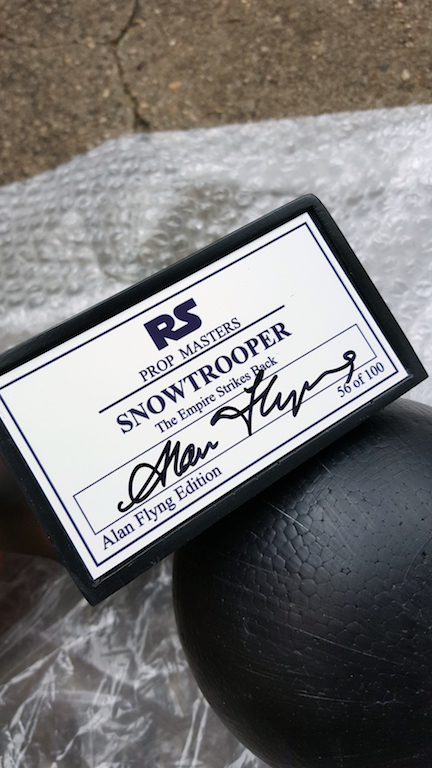 RS
PROP MASTERS
SNOWTROOPER
The Empire Strikes Back
Alan Flyng
56 of 100
Alan Flyng Edition